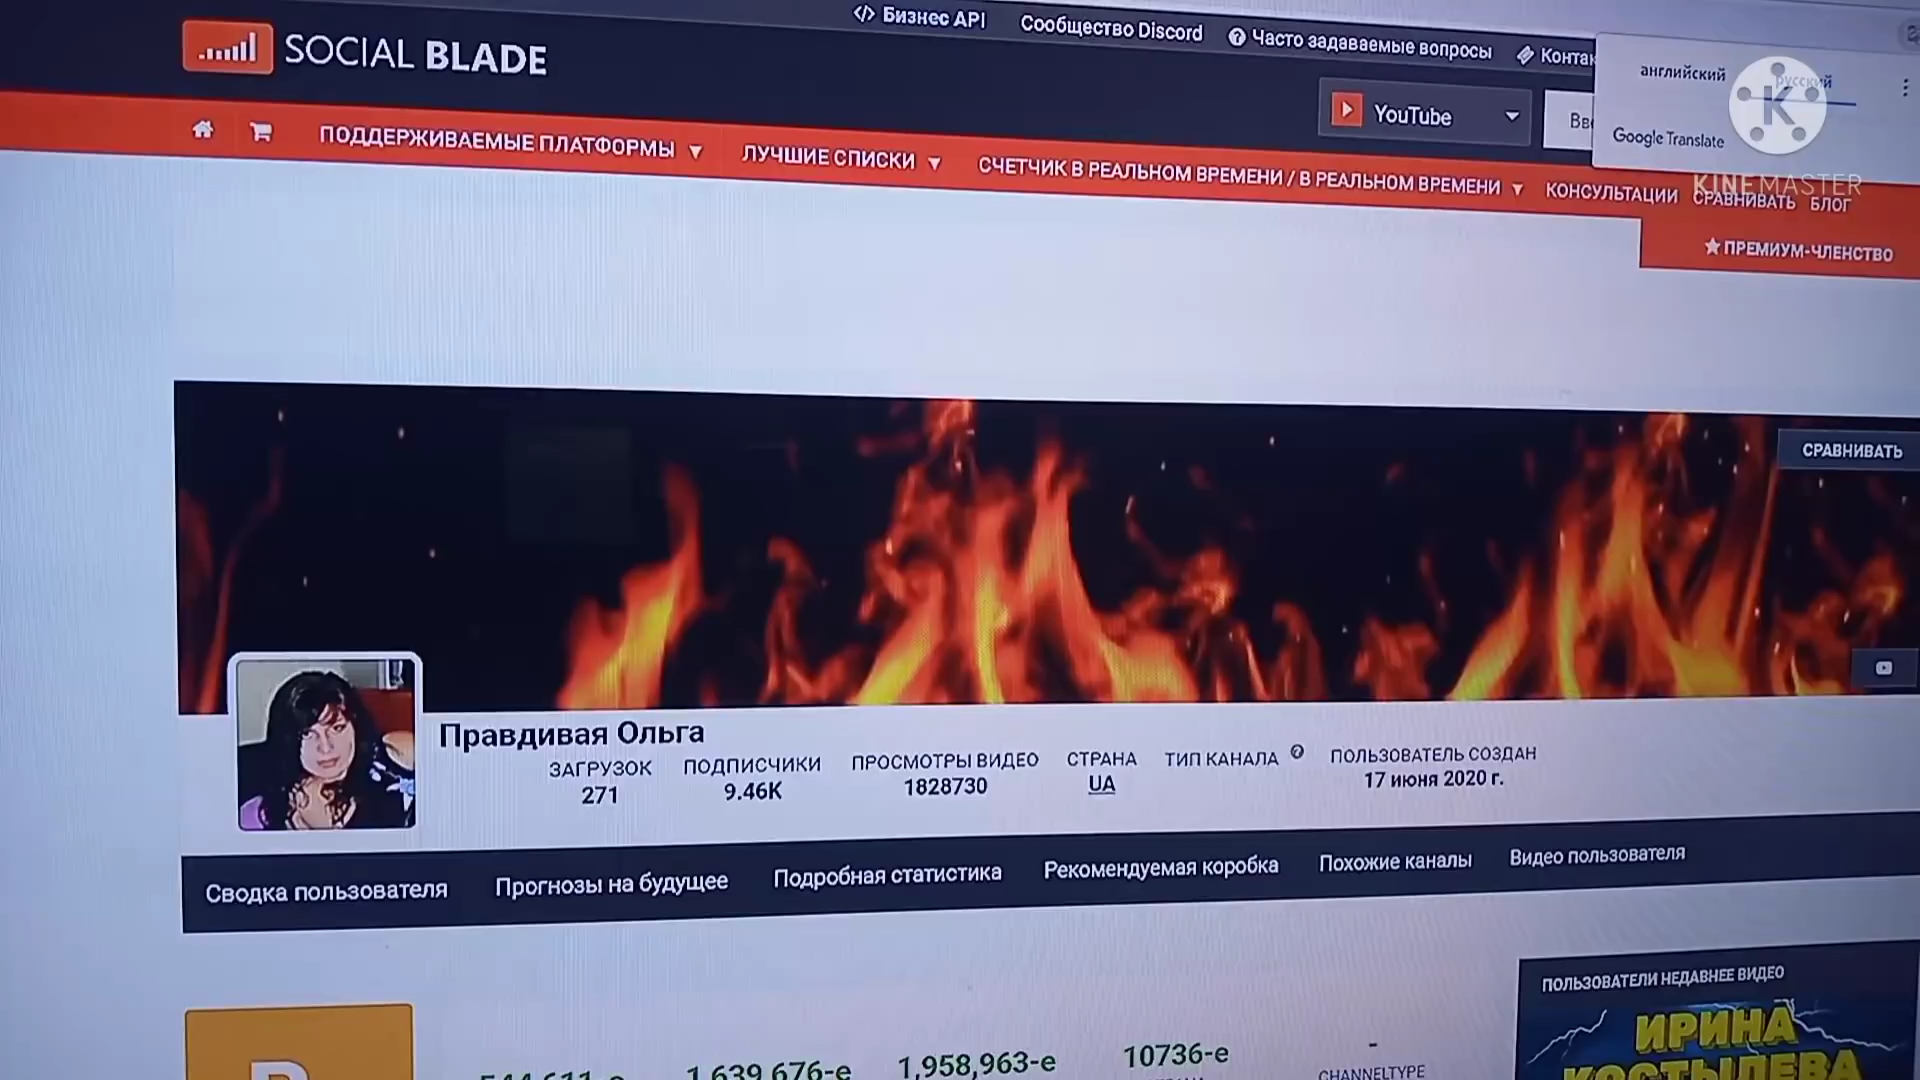 Бизнес API
Сообщество Discord
Часто задаваемые вопросы
SOCIAL BLADE
YouTube
английский
русский
Google Translate
K
KINEMASTER
ПОДДЕРЖИВАЕМЫЕ ПЛАТФОРМЫ
ЛУЧШИЕ СПИСКИ
СЧЕТЧИК В РЕАЛЬНОМ ВРЕМЕНИ / В РЕАЛЬНОМ ВРЕМЕНИ
КОНСУЛЬТАЦИИ
СРАВНИВАТЬ
БЛОГ
ПРЕМИУМ-ЧЛЕНСТВО
СРАВНИВАТЬ
Правдивая Ольга
ЗАГРУЗОК
271
ПОДПИСЧИКИ
9.46K
ПРОСМОТРЫ ВИДЕО
1828730
СТРАНА
UA
ТИП КАНАЛА
ПОЛЬЗОВАТЕЛЬ СОЗДАН
17 июня 2020 г.
Сводка пользователя
Прогнозы на будущее
Подробная статистика
Рекомендуемая коробка
Похожие каналы
Видео пользователя
ПОЛЬЗОВАТЕЛИ НЕДАВНЕЕ ВИДЕО
ИРИНА
КОСТЫЛЕВА
1,639,676-е
1,958,963-е
10736-е
-
CHANNELTYPE